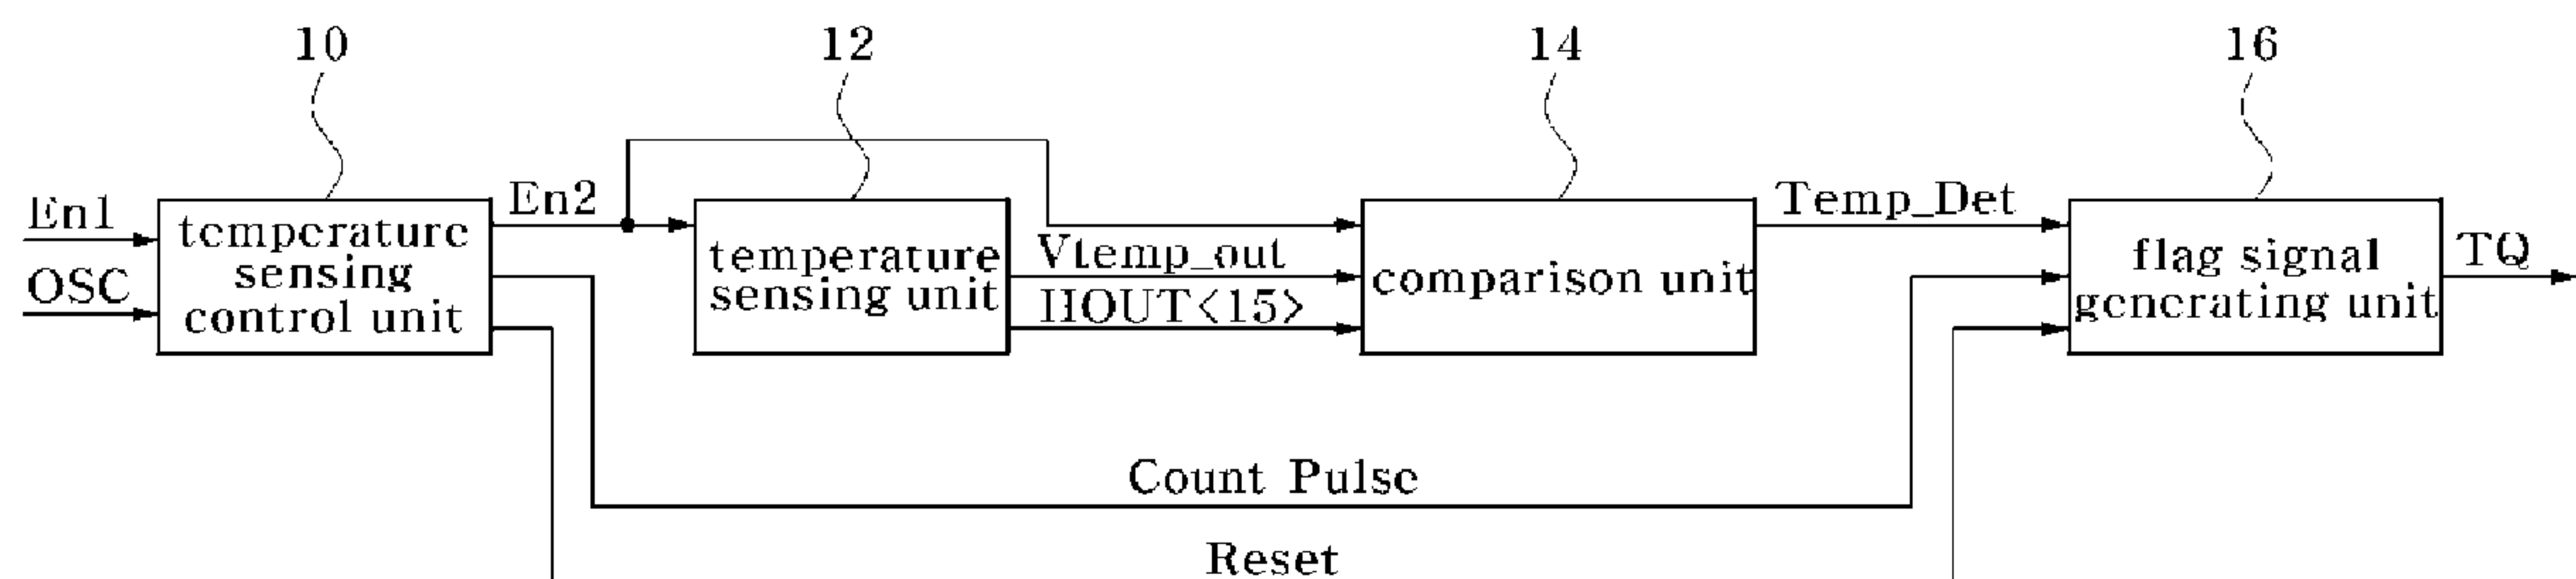 10
12
14
16
En1
OSC
temperature
sensing
control unit
En2
temperature
sensing unit
Vtemp_out
HOUT<15>
comparison unit
Temp_Det
flag signal
generating unit
TQ
Count Pulse
Reset